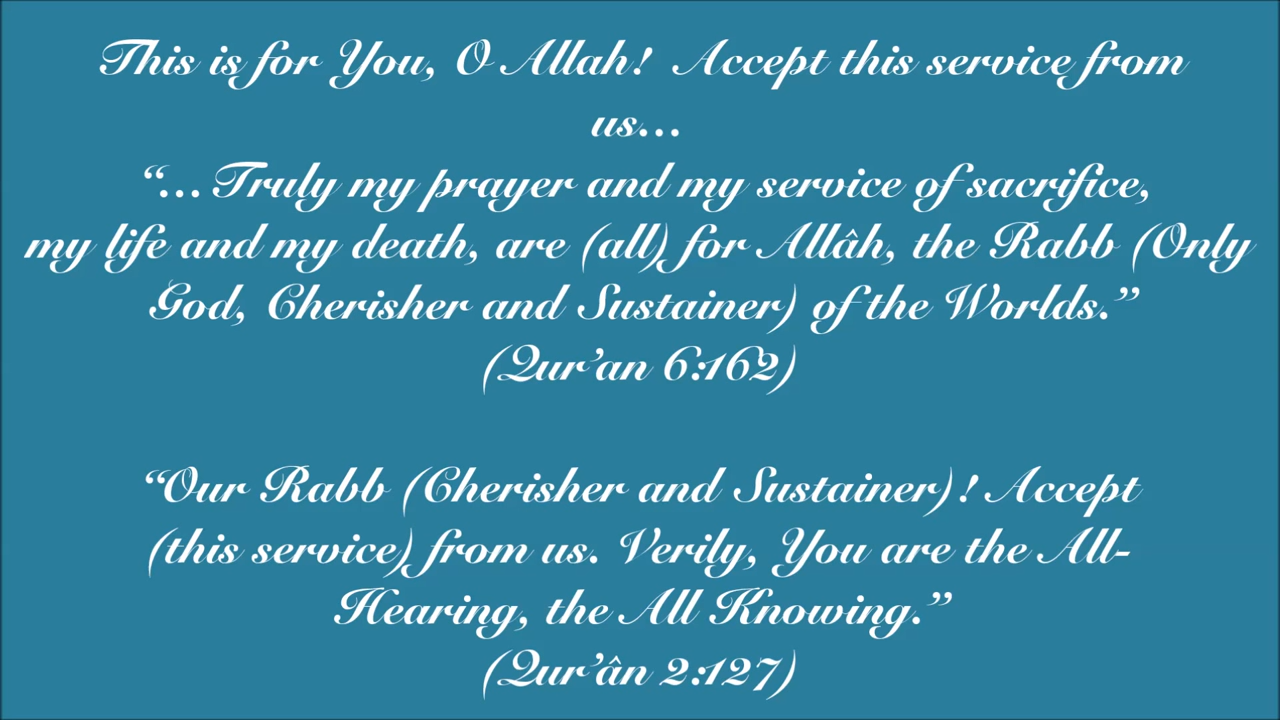 This is for You, O Allah!  Accept this service from
us…
“… Truly my prayer and my service of sacrifice,
my life and my death, are (all) for Allâh, the Rabb (Only
God, Cherisher and Sustainer) of the Worlds.”
(Qur’an 6:162)
“Our Rabb (Cherisher and Sustainer)! Accept
(this service) from us. Verily, You are the All-
Hearing, the All Knowing.”
(Qur’ân 2:127)